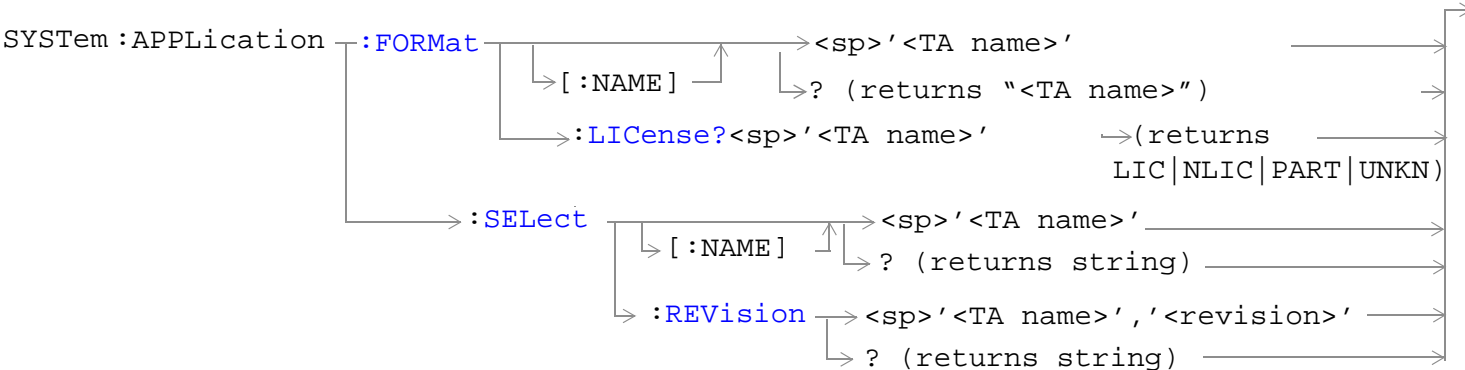 SYSTem :APPLication :FORMat <sp>’<TA name>’
[:NAME] ? (returns “<TA name>”)
:LICense?<sp>’<TA name>’ (returns
LIC|NLIC|PART|UNKN)
:SELect <sp>’<TA name>’
[:NAME] ? (returns string)
:REVision <sp>’<TA name>’,’<revision>’
? (returns string)